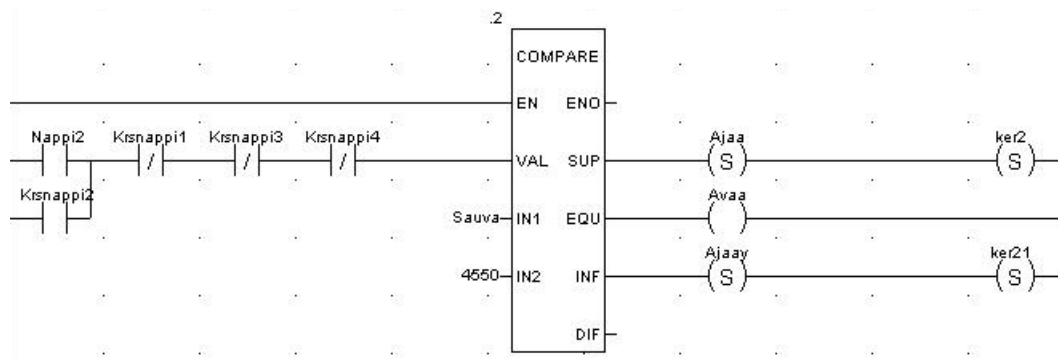 .2
COMPARE
EN ENO
Nappi2 Krsnappi1 Krsnappi3 Krsnappi4 Ajaa ker2
VAL SUP S S
Krsnappi2 Avaa
Sauva IN1 EQU
Ajaay ker21
4550 IN2 INF S S
DIF